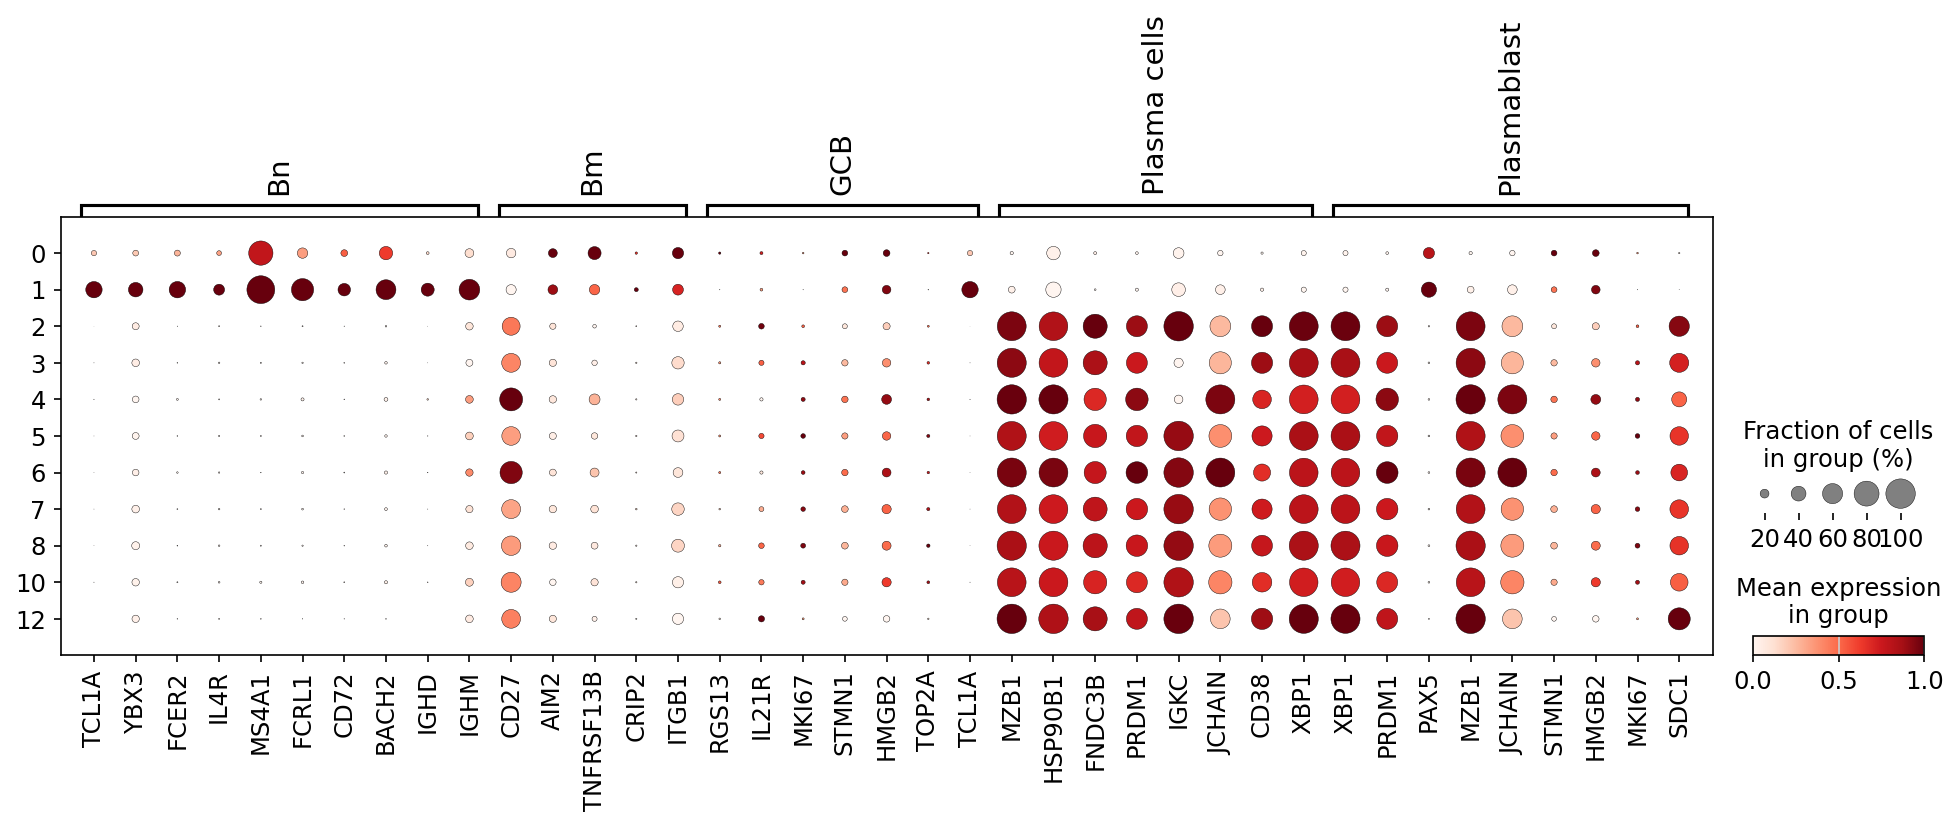 Bn
Bm
GCB
Plasma cells
Plasmablast
0
1
2
3
4
5
6
7
8
10
12
TCL1A
YBX3
FCER2
IL4R
MS4A1
FCRL1
CD72
BACH2
IGHD
IGHM
CD27
AIM2
TNFRSF13B
CRIP2
ITGB1
RGS13
IL21R
MKI67
STMN1
HMGB2
TOP2A
TCL1A
MZB1
HSP90B1
FNDC3B
PRDM1
IGKC
JCHAIN
CD38
XBP1
XBP1
PRDM1
PAX5
MZB1
JCHAIN
STMN1
HMGB2
MKI67
SDC1
Fraction of cells
in group (%)
20 40 60 80 100
Mean expression
in group
0.0 0.5 1.0